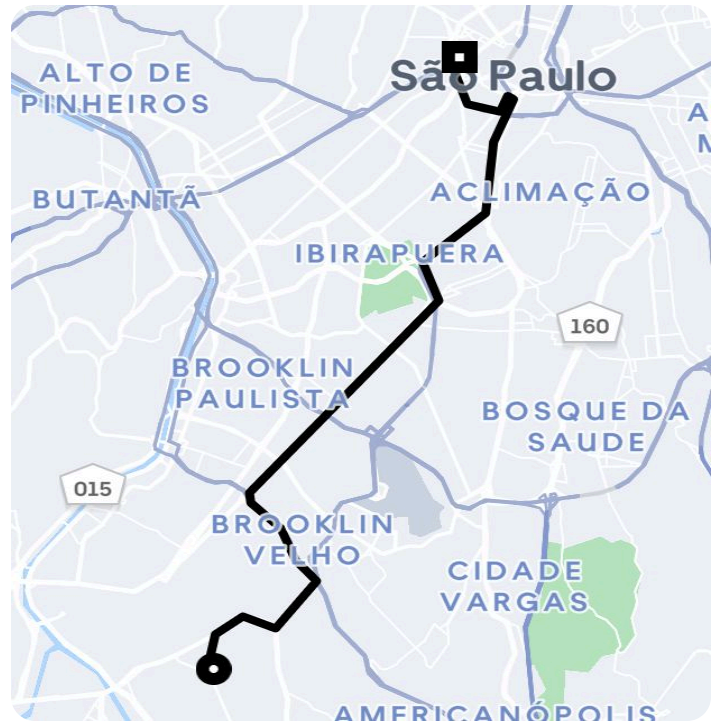 São Paulo
ALTO DE
PINHEIROS
A
M
BUTANTÃ
ACLIMAÇÃO
IBIRAPUERA
160
BROOKLIN
PAULISTA
BOSQUE DA
SAUDE
015
BROOKLIN
VELHO
CIDADE
VARGAS
AMERICANÓPOLIS